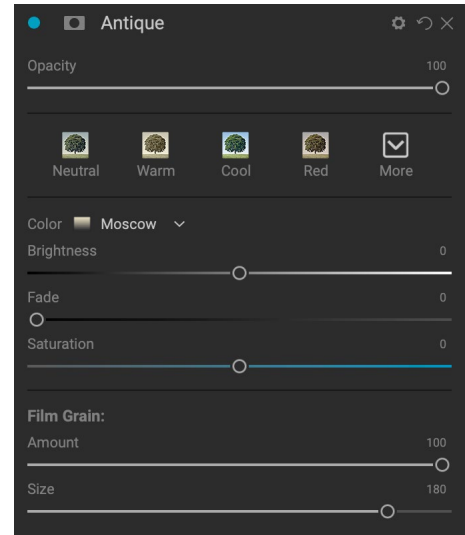 Antique
Opacity 100
Neutral Warm Cool Red More
Color Moscow
Brightness 0
Fade 0
Saturation 0
Film Grain:
Amount 100
Size 180